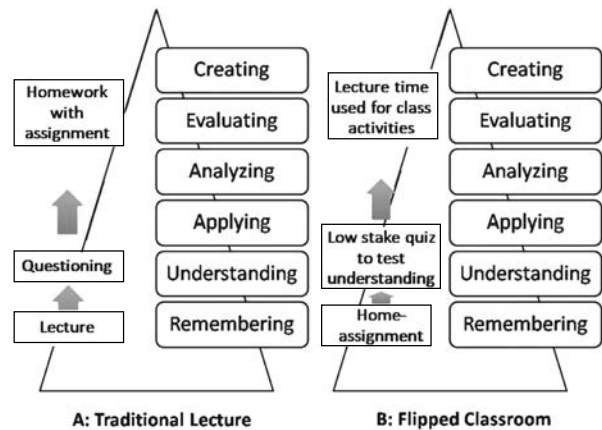 Creating
Evaluating
Analyzing
Applying
Understanding
Remembering
Homework
with
assignment
Questioning
Lecture
A: Traditional Lecture
Creating
Evaluating
Analyzing
Applying
Understanding
Remembering
Lecture time
used for class
activities
Low stake quiz
to test
understanding
Home-
assignment
B: Flipped Classroom